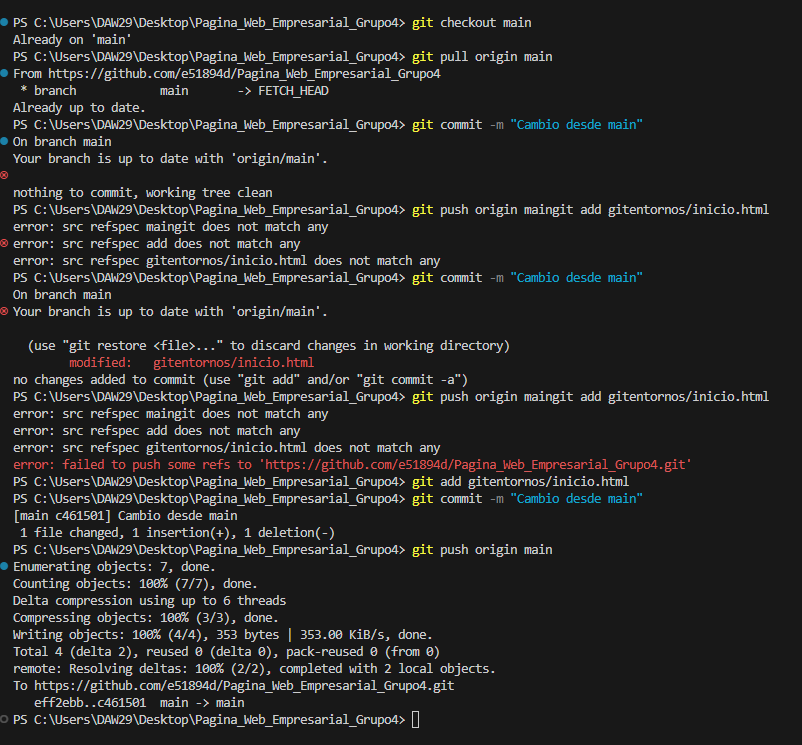 PS C:\Users\DAW29\Desktop\Pagina_Web_Empresarial_Grupo4> git checkout main
Already on 'main'
PS C:\Users\DAW29\Desktop\Pagina_Web_Empresarial_Grupo4> git pull origin main
From https://github.com/e51894d/Pagina_Web_Empresarial_Grupo4
 * branch            main       -> FETCH_HEAD
Already up to date.
PS C:\Users\DAW29\Desktop\Pagina_Web_Empresarial_Grupo4> git commit -m "Cambio desde main"
On branch main
Your branch is up to date with 'origin/main'.
nothing to commit, working tree clean
PS C:\Users\DAW29\Desktop\Pagina_Web_Empresarial_Grupo4> git push origin maingit add gitentornos/inicio.html
error: src refspec maingit does not match any
error: src refspec add does not match any
error: src refspec gitentornos/inicio.html does not match any
PS C:\Users\DAW29\Desktop\Pagina_Web_Empresarial_Grupo4> git commit -m "Cambio desde main"
On branch main
Your branch is up to date with 'origin/main'.
  (use "git restore <file>..." to discard changes in working directory)
        modified:   gitentornos/inicio.html
no changes added to commit (use "git add" and/or "git commit -a")
PS C:\Users\DAW29\Desktop\Pagina_Web_Empresarial_Grupo4> git push origin maingit add gitentornos/inicio.html
error: src refspec maingit does not match any
error: src refspec add does not match any
error: src refspec gitentornos/inicio.html does not match any
error: failed to push some refs to 'https://github.com/e51894d/Pagina_Web_Empresarial_Grupo4.git'
PS C:\Users\DAW29\Desktop\Pagina_Web_Empresarial_Grupo4> git add gitentornos/inicio.html
PS C:\Users\DAW29\Desktop\Pagina_Web_Empresarial_Grupo4> git commit -m "Cambio desde main"
[main c461501] Cambio desde main
 1 file changed, 1 insertion(+), 1 deletion(-)
PS C:\Users\DAW29\Desktop\Pagina_Web_Empresarial_Grupo4> git push origin main
Enumerating objects: 7, done.
Counting objects: 100% (7/7), done.
Delta compression using up to 6 threads
Compressing objects: 100% (3/3), done.
Writing objects: 100% (4/4), 353 bytes | 353.00 KiB/s, done.
Total 4 (delta 2), reused 0 (delta 0), pack-reused 0 (from 0)
remote: Resolving deltas: 100% (2/2), completed with 2 local objects.
To https://github.com/e51894d/Pagina_Web_Empresarial_Grupo4.git
   eff2ebb..c461501  main -> main
PS C:\Users\DAW29\Desktop\Pagina_Web_Empresarial_Grupo4>